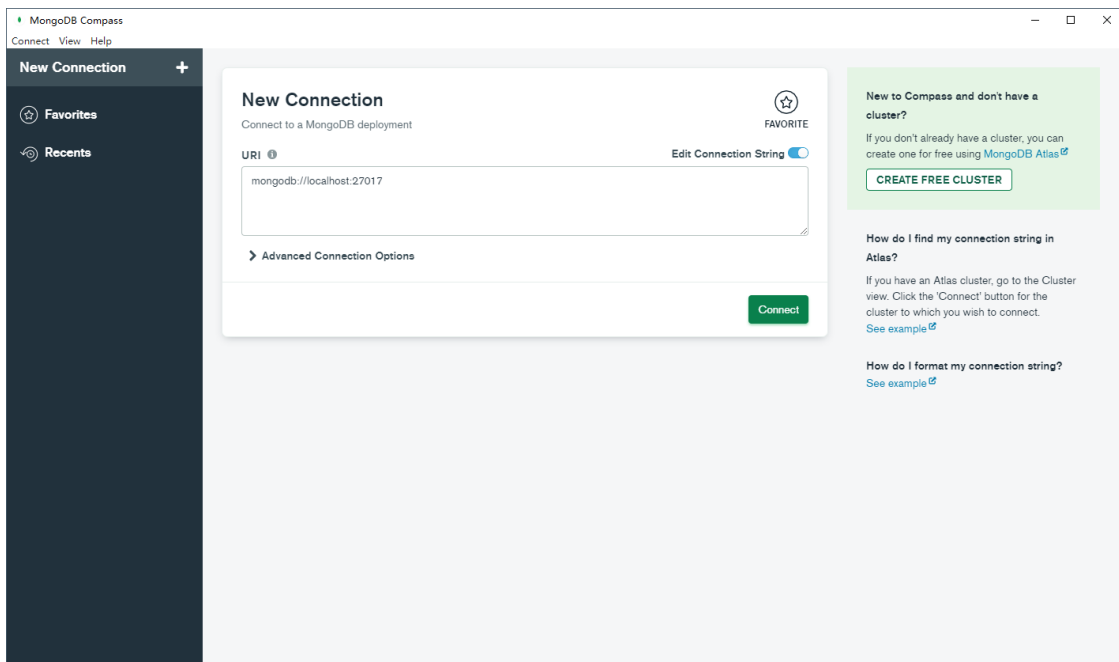 MongoDB Compass
Connect View Help
New Connection
Favorites
Recents
New Connection
Connect to a MongoDB deployment
FAVORITE
URI
Edit Connection String
mongodb://localhost:27017
Advanced Connection Options
Connect
New to Compass and don't have a
cluster?
If you don't already have a cluster, you can
create one for free using MongoDB Atlas
CREATE FREE CLUSTER
How do I find my connection string in
Atlas?
If you have an Atlas cluster, go to the Cluster
view. Click the 'Connect' button for the
cluster to which you wish to connect.
See example
How do I format my connection string?
See example